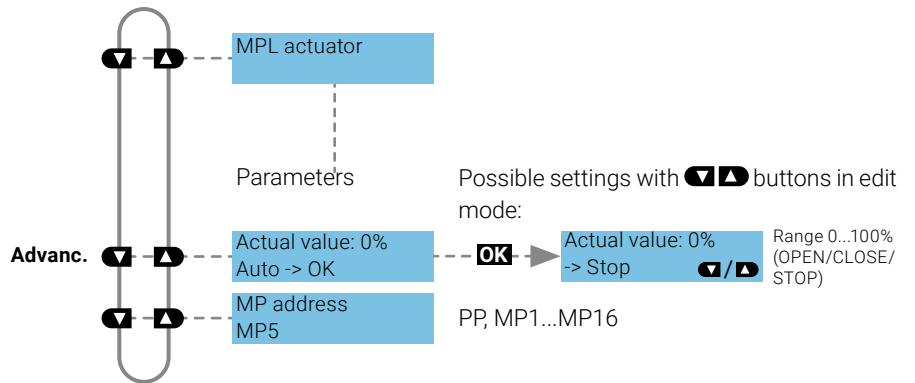 MPL actuator
Parameters
Possible settings with buttons in edit
mode:
Advanc.
Actual value: 0%
Auto -> OK
OK
Actual value: 0%
-> Stop /
Range 0...100%
(OPEN/CLOSE/
STOP)
MP address
MP5
PP, MP1...MP16